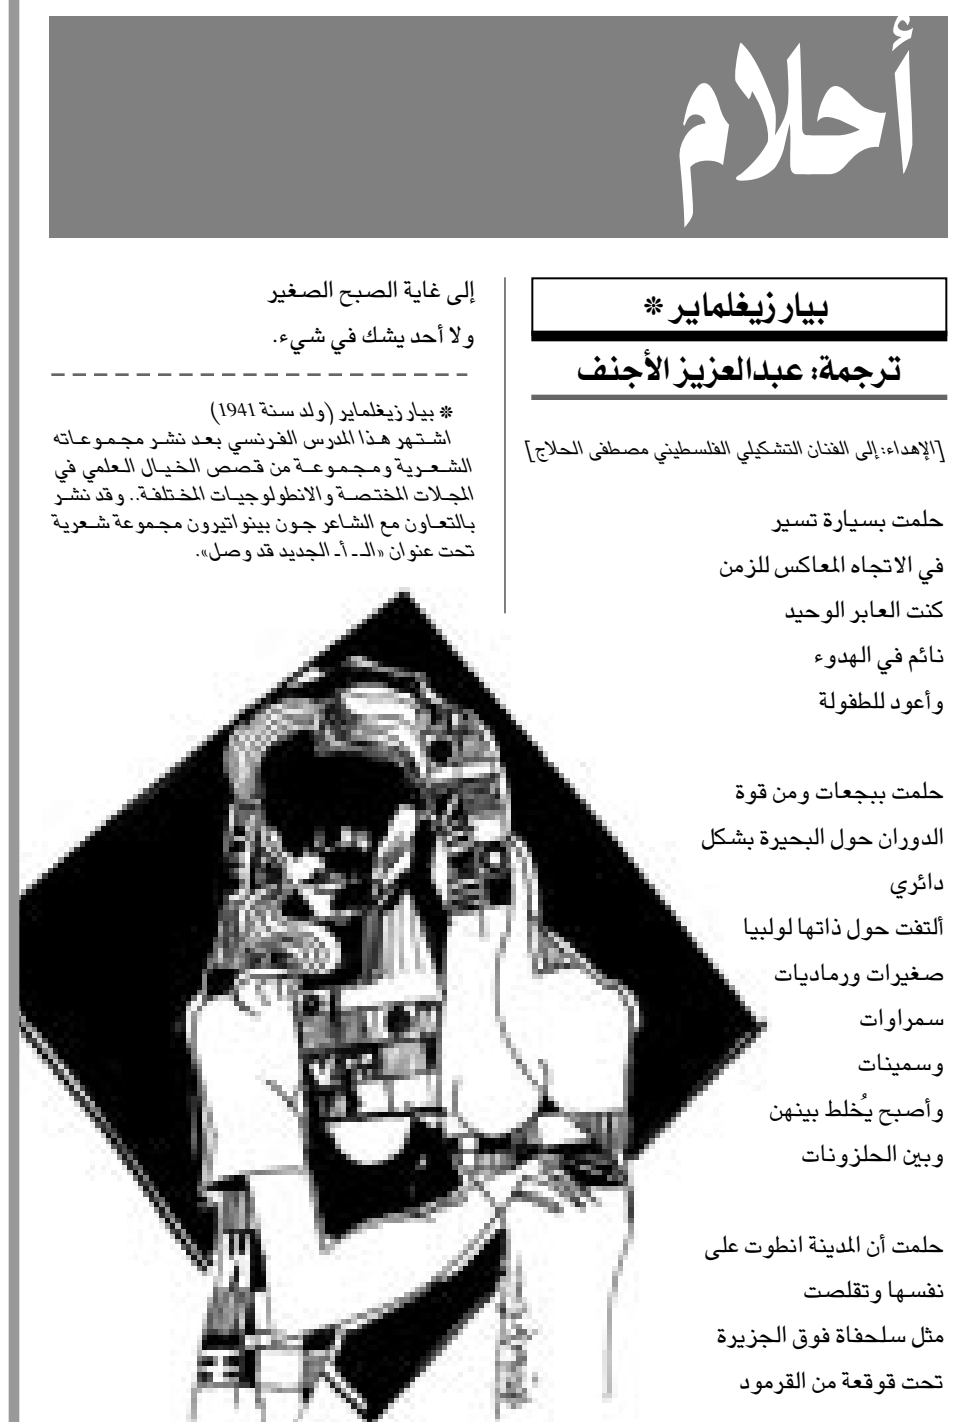 أحلام
بيار زيغلماير *
ترجمة: عبدالعزيز الأجنف
[الإهداء: إلى الفنان التشكيلي الفلسطيني مصطفى الحلاج]
حلمت بسيارة تسير
في الاتجاه المعاكس للزمن
كنت العابر الوحيد
نائم في الهدوء
وأعود للطفولة
حلمت ببجعات ومن قوة
الدوران حول البحيرة بشكل
دائري
ألتفت حول ذاتها لولبيا
صغيرات ورماديات
سمراوات
وسمينات
وأصبح يُخلط بينهن
وبين الحلزونات
حلمت أن المدينة انطوت على
نفسها وتقلصت
مثل سلحفاة فوق الجزيرة
تحت قوقعة من القرمود
إلى غاية الصبح الصغير
ولا أحد يشك في شيء.
* بيار زيغلماير (ولد سنة 1941)
اشتهر هذا المدرس الفرنسي بعد نشر مجموعاته
الشعرية ومجموعة من قصص الخيال العلمي في
المجلات المختصة والانطولوجيات المختلفة.. وقد نشر
بالتعاون مع الشاعر جون بينواتيرون مجموعة شعرية
تحت عنوان «الـ ـ أـ الجديد قد وصل».